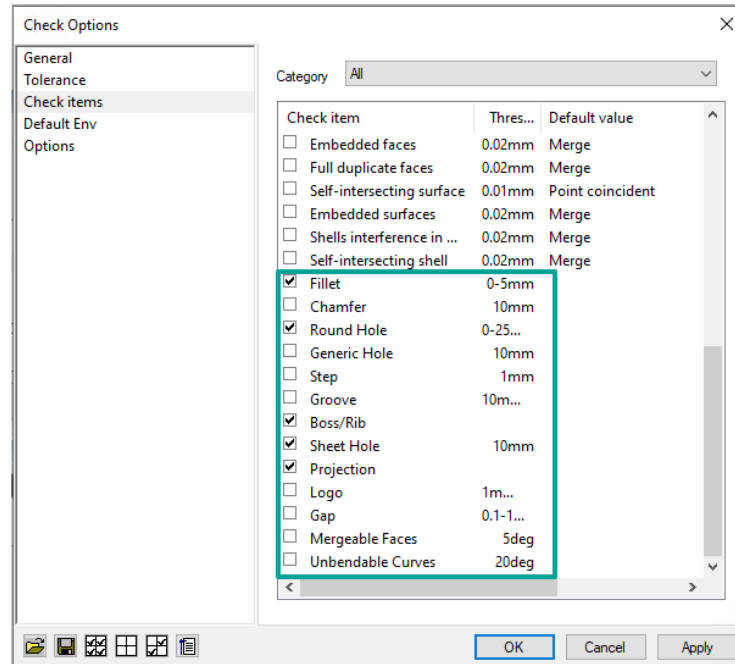 Check Options
General
Tolerance
Check items
Default Env
Options
Category All
Check item Thres... Default value
Embedded faces 0.02mm Merge
Full duplicate faces 0.02mm Merge
Self-intersecting surface 0.01mm Point coincident
Embedded surfaces 0.02mm Merge
Shells interference in ... 0.02mm Merge
Self-intersecting shell 0.02mm Merge
Fillet 0-5mm
Chamfer 10mm
Round Hole 0-25...
Generic Hole 10mm
Step 1mm
Groove 10m...
Boss/Rib
Sheet Hole 10mm
Projection
Logo 1m...
Gap 0.1-1...
Mergeable Faces 5deg
Unbendable Curves 20deg
OK Cancel Apply